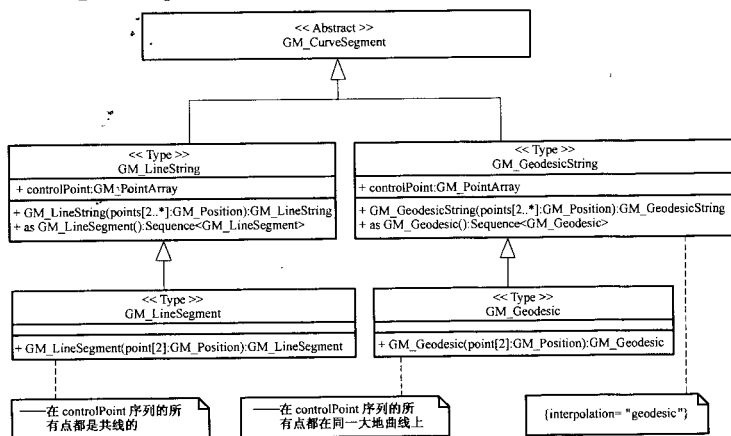 << Abstract >>
GM_CurveSegment
<< Type >>
GM_LineString
+ controlPoint:GM_PointArray
+ GM_LineString(points[2..*]:GM_Position):GM_LineString
+ as GM_LineSegment():Sequence<GM_LineSegment>
<< Type >>
GM_GeodesicString
+ controlPoint:GM_PointArray
+ GM_GeodesicString(points[2..*]:GM_Position):GM_GeodesicString
+ as GM_Geodesic():Sequence<GM_Geodesic>
<< Type >>
GM_LineSegment
+ GM_LineSegment(point[2]:GM_Position):GM_LineSegment
<< Type >>
GM_Geodesic
+ GM_Geodesic(point[2]:GM_Position):GM_Geodesic
——在 controlPoint 序列的所
有点都是共线的
——在 controlPoint 序列的所
有点都在同一大地曲线上
{interpolation= "geodesic"}